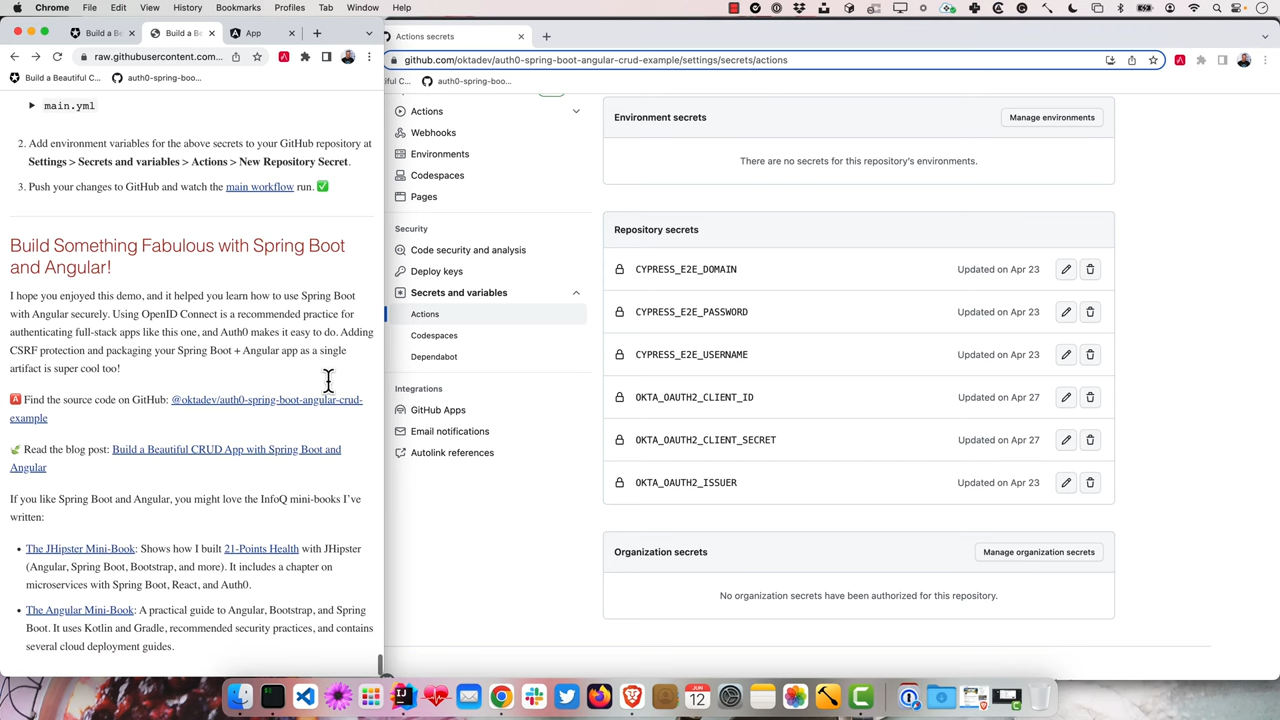 Chrome File Edit View History Bookmarks Profiles Tab Window Help
Build a Be
Build a B
App
raw.githubusercontent.com...
Build a Beautiful C...
auth0-spring-boo...
main.yml
2. Add environment variables for the above secrets to your GitHub repository at
Settings > Secrets and variables > Actions > New Repository Secret.
3. Push your changes to GitHub and watch the main workflow run. ✅
Build Something Fabulous with Spring Boot
and Angular!
I hope you enjoyed this demo, and it helped you learn how to use Spring Boot
with Angular securely. Using OpenID Connect is a recommended practice for
authenticating full-stack apps like this one, and Auth0 makes it easy to do. Adding
CSRF protection and packaging your Spring Boot + Angular app as a single
artifact is super cool too!
🅰️ Find the source code on GitHub: @oktadev/auth0-spring-boot-angular-crud-
example
🍃 Read the blog post: Build a Beautiful CRUD App with Spring Boot and
Angular
If you like Spring Boot and Angular, you might love the InfoQ mini-books I've
written:
• The JHipster Mini-Book: Shows how I built 21-Points Health with JHipster
(Angular, Spring Boot, Bootstrap, and more). It includes a chapter on
microservices with Spring Boot, React, and Auth0.
• The Angular Mini-Book: A practical guide to Angular, Bootstrap, and Spring
Boot. It uses Kotlin and Gradle, recommended security practices, and contains
several cloud deployment guides.
Actions secrets
github.com/oktadev/auth0-spring-boot-angular-crud-example/settings/secrets/actions
iful C...
auth0-spring-boo...
Actions
Webhooks
Environments
Codespaces
Pages
Security
Code security and analysis
Deploy keys
Secrets and variables
Actions
Codespaces
Dependabot
Integrations
GitHub Apps
Email notifications
Autolink references
Environment secrets
Manage environments
There are no secrets for this repository's environments.
Repository secrets
CYPRESS_E2E_DOMAIN Updated on Apr 23
CYPRESS_E2E_PASSWORD Updated on Apr 23
CYPRESS_E2E_USERNAME Updated on Apr 23
OKTA_OAUTH2_CLIENT_ID Updated on Apr 27
OKTA_OAUTH2_CLIENT_SECRET Updated on Apr 27
OKTA_OAUTH2_ISSUER Updated on Apr 23
Organization secrets
Manage organization secrets
No organization secrets have been authorized for this repository.
JUN
12